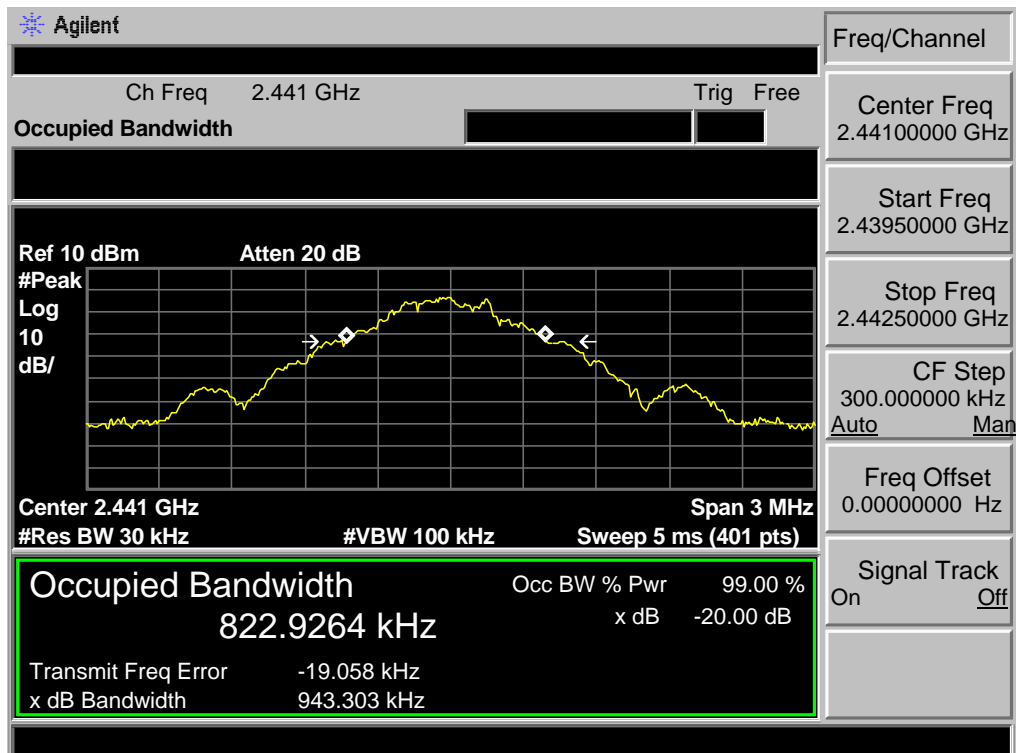 Agilent
Freq/Channel
Ch Freq 2.441 GHz Trig Free
Occupied Bandwidth
Center Freq
2.44100000 GHz
Start Freq
2.43950000 GHz
Stop Freq
2.44250000 GHz
CF Step
300.000000 kHz
Auto Man
Freq Offset
0.00000000 Hz
Signal Track
On Off
Ref 10 dBm Atten 20 dB
#Peak
Log
10
dB/
Center 2.441 GHz Span 3 MHz
#Res BW 30 kHz #VBW 100 kHz Sweep 5 ms (401 pts)
Occupied Bandwidth Occ BW % Pwr 99.00 %
822.9264 kHz x dB -20.00 dB
Transmit Freq Error -19.058 kHz
x dB Bandwidth 943.303 kHz